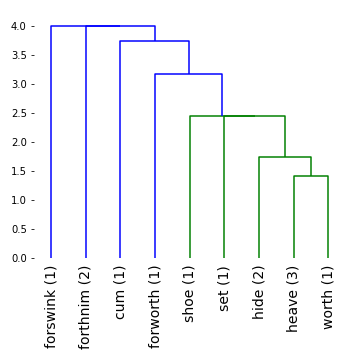 4.0
3.5
3.0
2.5
2.0
1.5
1.0
0.5
0.0
forswink (1)
forthnim (2)
cum (1)
forworth (1)
shoe (1)
set (1)
hide (2)
heave (3)
worth (1)